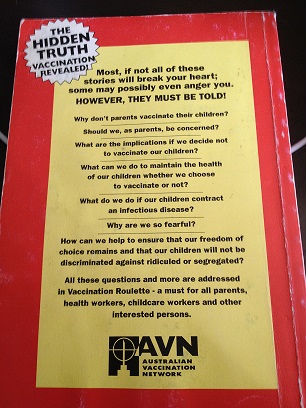 THE
HIDDEN
TRUTH
VACCINATION
REVEALED!
Most, if not all of these
stories will break your heart;
some may possibly even anger you.
HOWEVER, THEY MUST BE TOLD!
Why don't parents vaccinate their children?
Should we, as parents, be concerned?
What are the implications if we decide not
to vaccinate our children?
What can we do to maintain the health
of our children whether we choose
to vaccinate or not?
What do we do if our children contract
an infectious disease?
Why are we so fearful?
How can we help to ensure that our freedom of
choice remains and that our children will not be
discriminated against ridiculed or segregated?
All these questions and more are addressed
in Vaccination Roulette - a must for all parents,
health workers, childcare workers and other
interested persons.
AVN
AUSTRALIAN
VACCINATION
NETWORK